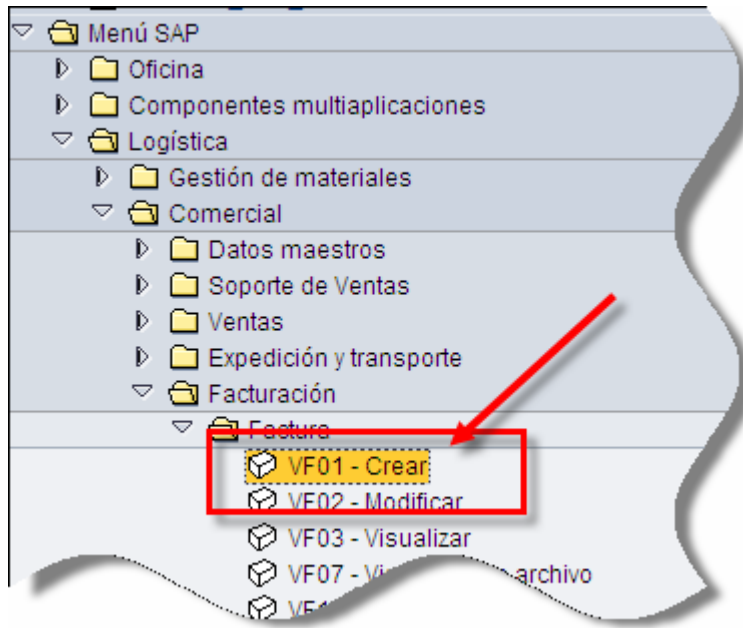 Menú SAP
Oficina
Componentes multiaplicaciones
Logística
Gestión de materiales
Comercial
Datos maestros
Soporte de Ventas
Ventas
Expedición y transporte
Facturación
Factura
VF01 - Crear
VF02 - Modificar
VF03 - Visualizar
VF07 - archivo